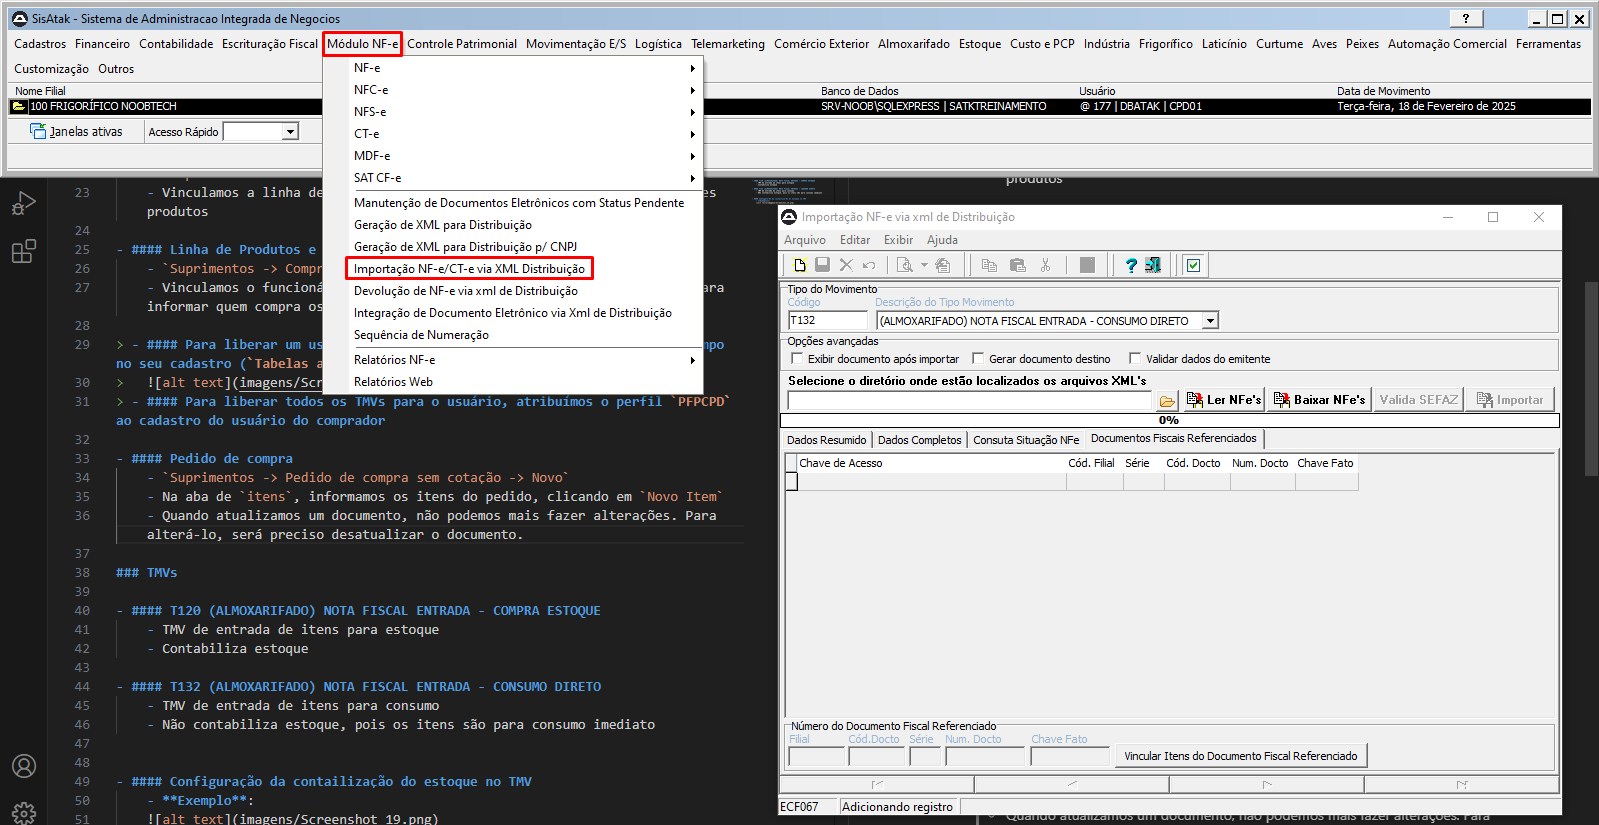 SisAtak - Sistema de Administracao Integrada de Negocios
?
Cadastros Financeiro Contabilidade Escrituração Fiscal Módulo NF-e Controle Patrimonial Movimentação E/S Logística Telemarketing Comércio Exterior Almoxarifado Estoque Custo e PCP Indústria Frigorífico Laticínio Curtume Aves Peixes Automação Comercial Ferramentas
Customização Outros
Nome Filial Banco de Dados Usuário Data de Movimento
100 FRIGORÍFICO NOOBTECH SRV-NOOB\SQLEXPRESS | SATKTREINAMENTO @ 177 | DBATAK | CPD01 Terça-feira, 18 de Fevereiro de 2025
Janelas ativas Acesso Rápido
NF-e
NFC-e
NFS-e
CT-e
MDF-e
SAT CF-e
Manutenção de Documentos Eletrônicos com Status Pendente
Geração de XML para Distribuição
Geração de XML para Distribuição p/ CNPJ
Importação NF-e/CT-e via XML Distribuição
Devolução de NF-e via xml de Distribuição
Integração de Documento Eletrônico via Xml de Distribuição
Sequência de Numeração
Relatórios NF-e
Relatórios Web
23 - Vinculamos a linha de es
produtos
24
25 - #### Linha de Produtos e
26 - `Suprimentos -> Compr
27 - Vinculamos o funcioná ara
informar quem compra os
28
29 > - #### Para liberar um us mpo
no seu cadastro (`Tabelas a
30 > ![alt text](imagens/Scr
31 > - #### Para liberar todos os TMVs para o usuário, atribuímos o perfil `PFPCPD`
ao cadastro do usuário do comprador
32
33 - #### Pedido de compra
34 - `Suprimentos -> Pedido de compra sem cotação -> Novo`
35 - Na aba de `itens`, informamos os itens do pedido, clicando em `Novo Item`
36 - Quando atualizamos um documento, não podemos mais fazer alterações. Para
alterá-lo, será preciso desatualizar o documento.
37
38 ### TMVs
39
40 - #### T120 (ALMOXARIFADO) NOTA FISCAL ENTRADA - COMPRA ESTOQUE
41 - TMV de entrada de itens para estoque
42 - Contabiliza estoque
43
44 - #### T132 (ALMOXARIFADO) NOTA FISCAL ENTRADA - CONSUMO DIRETO
45 - TMV de entrada de itens para consumo
46 - Não contabiliza estoque, pois os itens são para consumo imediato
47
48
49 - #### Configuração da contailização do estoque no TMV
50 - **Exemplo**:
51 ![alt text](imagens/Screenshot_19.png)
produtos
Importação NF-e via xml de Distribuição
Arquivo Editar Exibir Ajuda
Tipo do Movimento
Código Descrição do Tipo Movimento
T132 (ALMOXARIFADO) NOTA FISCAL ENTRADA - CONSUMO DIRETO
Opções avançadas
Exibir documento após importar Gerar documento destino Validar dados do emitente
Selecione o diretório onde estão localizados os arquivos XML's
Ler NFe's Baixar NFe's Valida SEFAZ Importar
0%
Dados Resumido Dados Completos Consuta Situação NFe Documentos Fiscais Referenciados
Chave de Acesso Cód. Filial Série Cód. Docto Num. Docto Chave Fato
Número do Documento Fiscal Referenciado
Filial Cód.Docto Série Num. Docto Chave Fato
Vincular Itens do Documento Fiscal Referenciado
ECF067 Adicionando registro
Quando atualizamos um documento, não podemos mais fazer alterações. Para